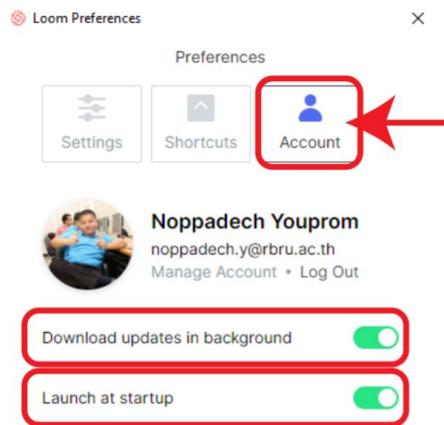 Loom Preferences
Preferences
Settings Shortcuts Account
Noppadech Youprom
noppadech.y@rbru.ac.th
Manage Account • Log Out
Download updates in background
Launch at startup